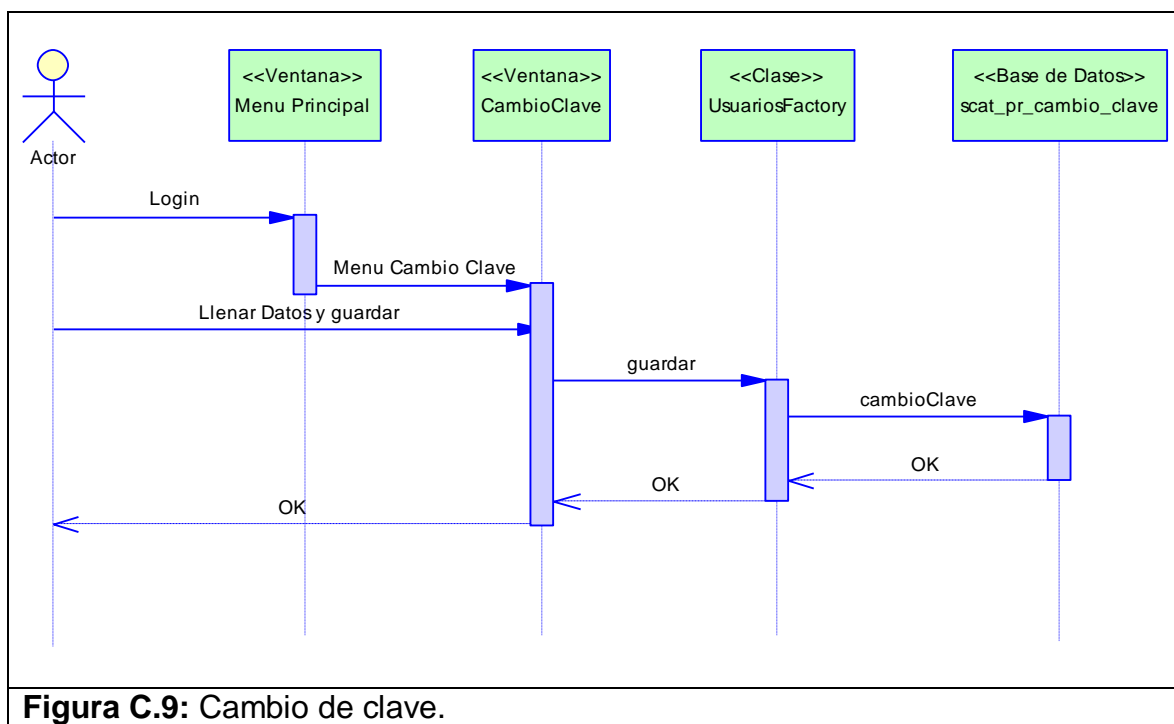 <<Ventana>>
Menu Principal
<<Ventana>>
CambioClave
<<Clase>>
UsuariosFactory
<<Base de Datos>>
scat_pr_cambio_clave
Actor
Login
Menu Cambio Clave
Llenar Datos y guardar
guardar
cambioClave
OK
OK
OK
Figura C.9: Cambio de clave.